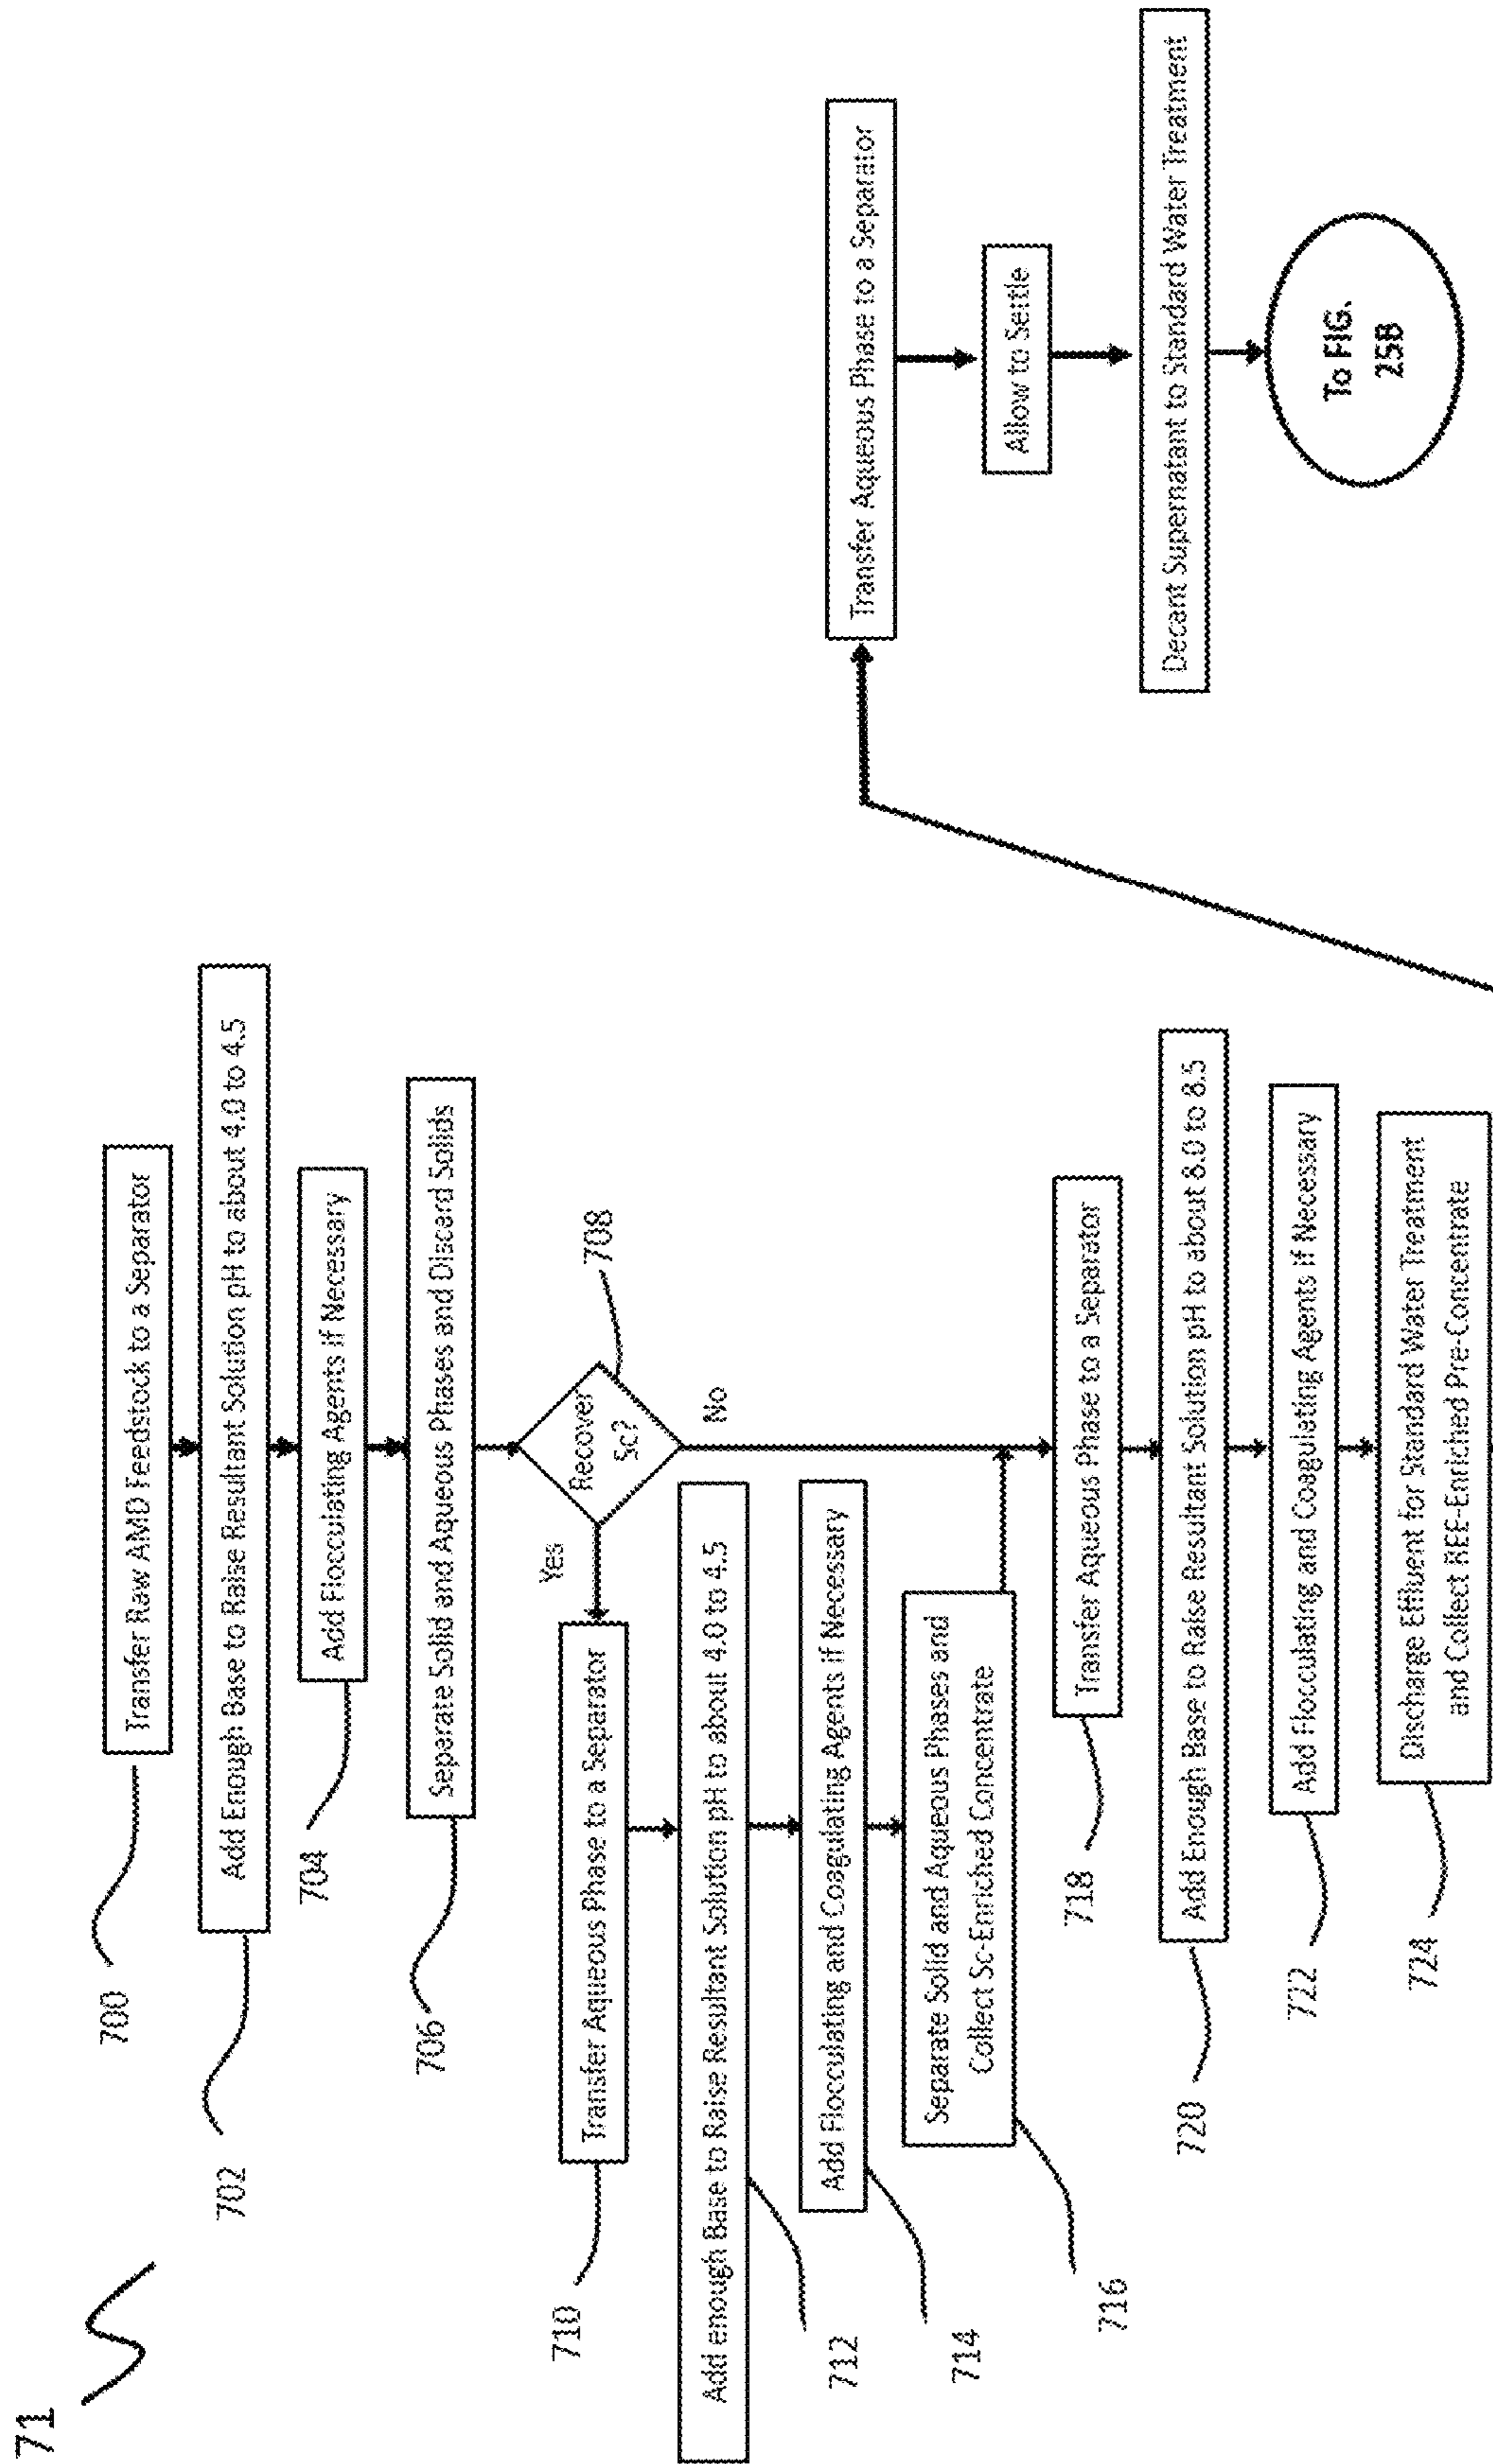 71
700
Transfer Raw AMD Feedstock to a Separator
702
Add Enough Base to Raise Resultant Solution pH to about 4.0 to 4.5
704
Add Flocculating Agents if Necessary
706
Separate Solid and Aqueous Phases and Discard Solids
Recover
Sc?
708
Yes
No
710
Transfer Aqueous Phase to a Separator
712
Add enough Base to Raise Resultant Solution pH to about 4.0 to 4.5
714
Add Flocculating and Coagulating Agents if Necessary
716
Separate Solid and Aqueous Phases and
Collect Sc-Enriched Concentrate
718
Transfer Aqueous Phase to a Separator
720
Add Enough Base to Raise Resultant Solution pH to about 8.0 to 8.5
722
Add Flocculating and Coagulating Agents if Necessary
724
Discharge Effluent for Standard Water Treatment
and Collect REE-Enriched Pre-Concentrate
Transfer Aqueous Phase to a Separator
Allow to Settle
Decant Supernatant to Standard Water Treatment
To FIG.
25B